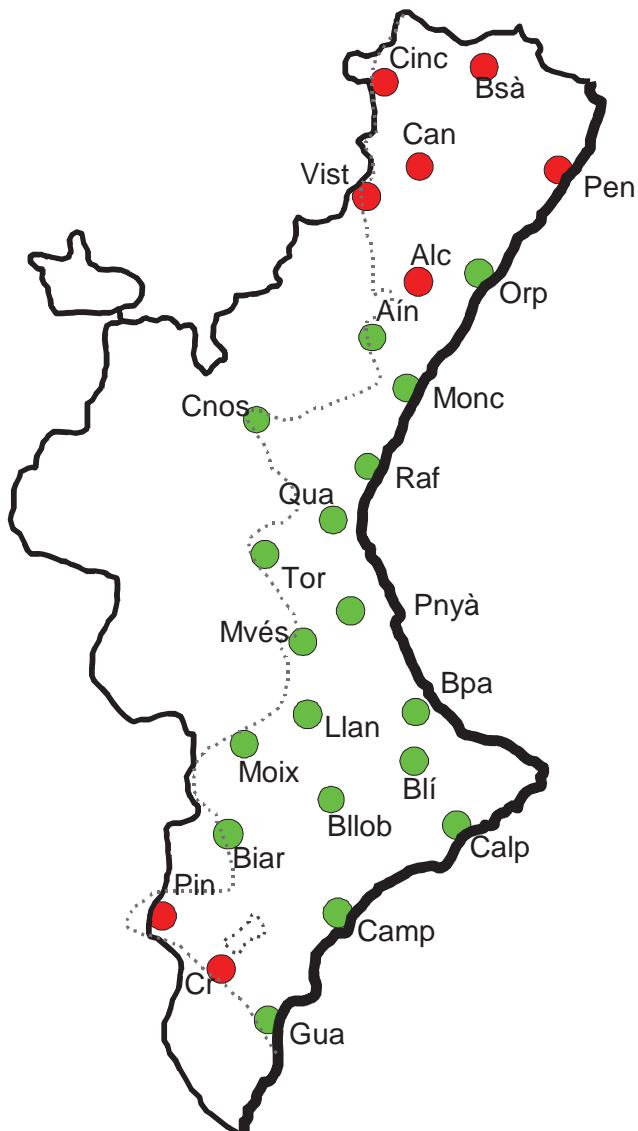 Cinc
Bsà
Can
Vist
Pen
Alc
Orp
Aín
Monc
Cnos
Raf
Qua
Tor
Pnyà
Mvés
Bpa
Llan
Moix
Blí
Bllob
Calp
Biar
Pin
Camp
Cr
Gua